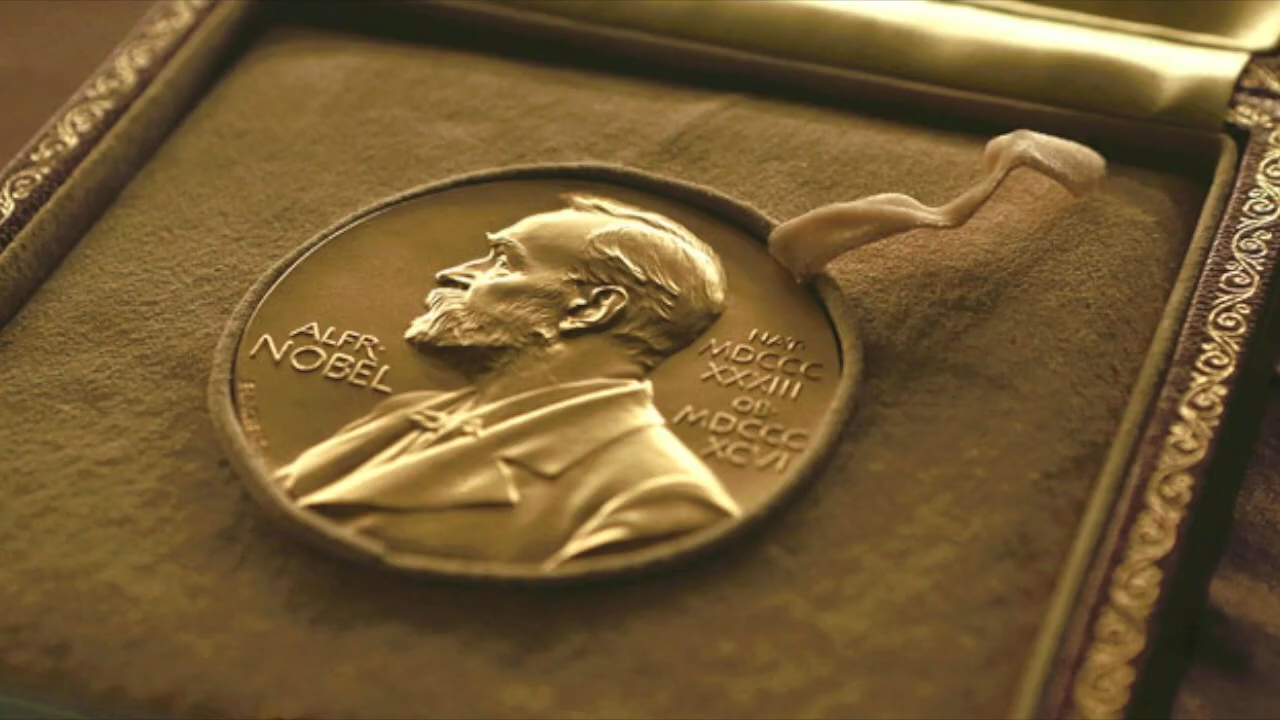 ALFR·
NOBEL
NAT·
MDCCC
XXXIII
OB·
MDCCC
XCVI